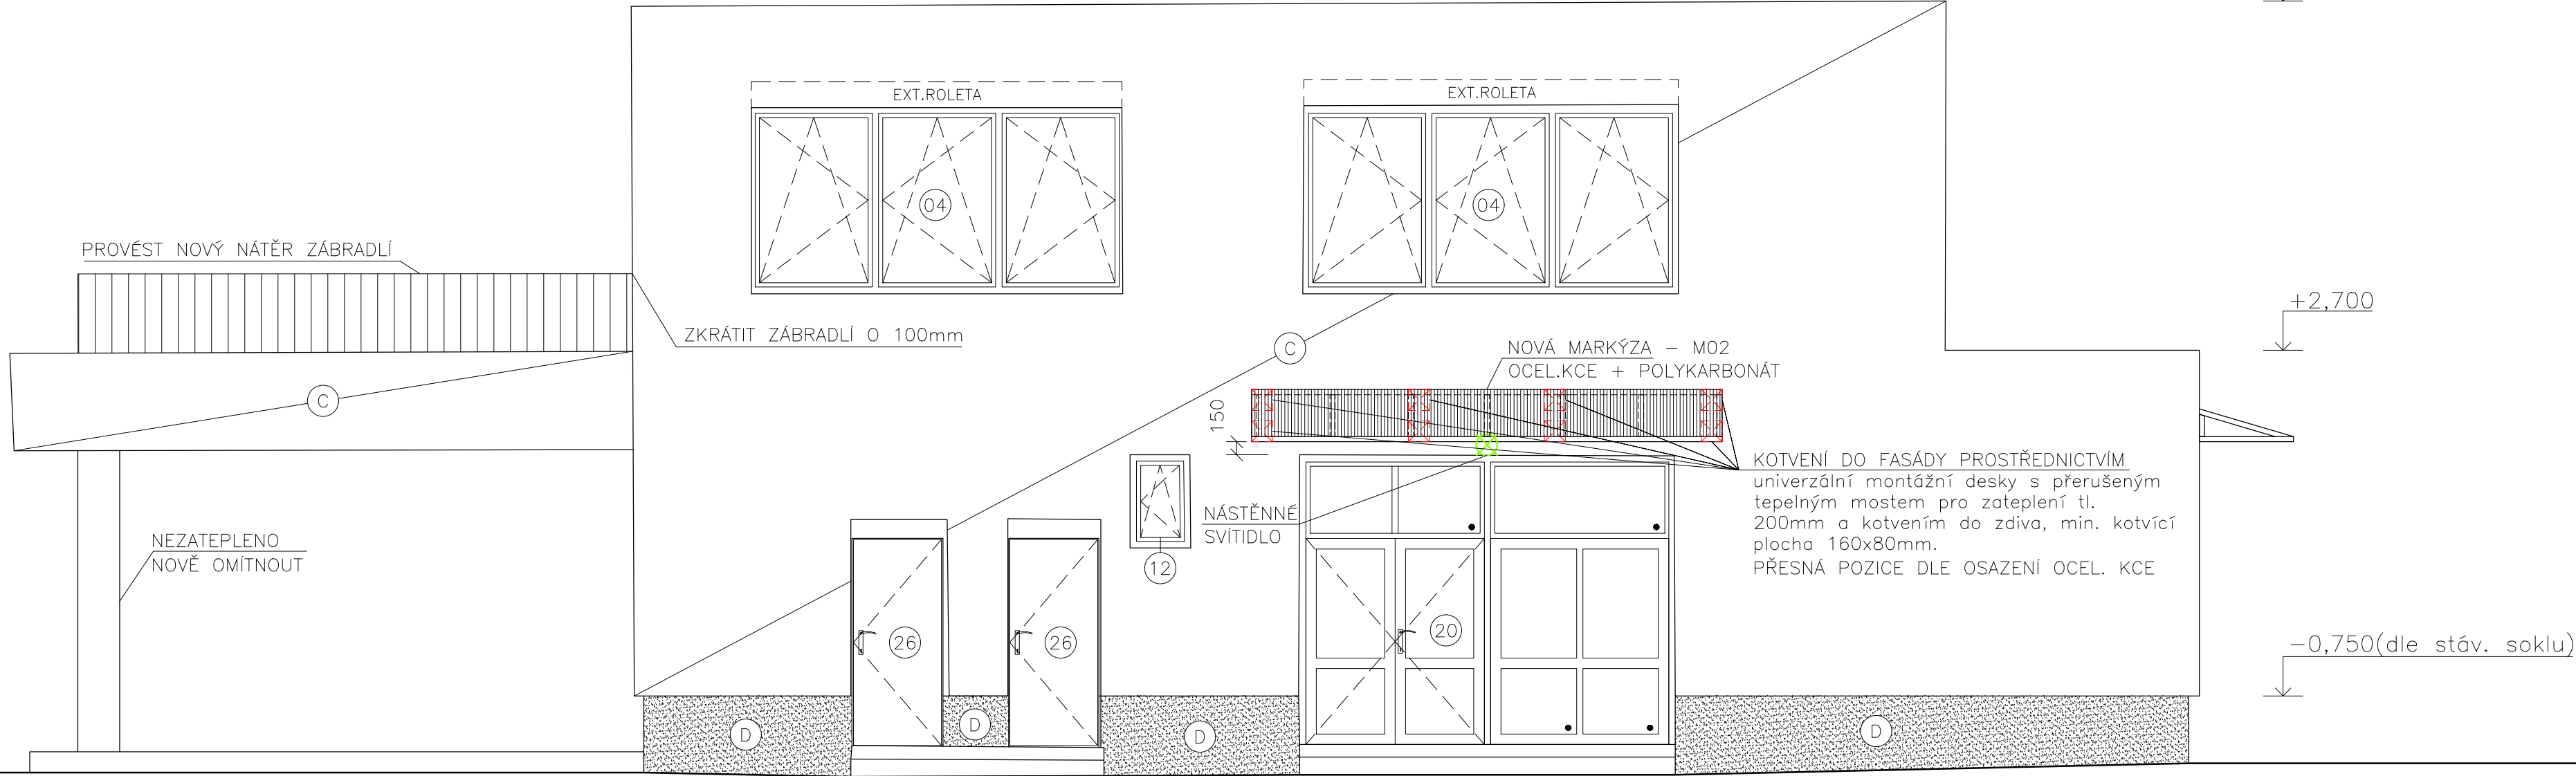 EXT.ROLETA
EXT.ROLETA
04
04
PROVÉST NOVÝ NÁTĚR ZÁBRADLÍ
+2,700
ZKRÁTIT ZÁBRADLÍ O 100mm
C
NOVÁ MARKÝZA – M02
OCEL.KCE + POLYKARBONÁT
C
150
KOTVENÍ DO FASÁDY PROSTŘEDNICTVÍM
univerzální montážní desky s přerušeným
tepelným mostem pro zateplení tl.
200mm a kotvením do zdiva, min. kotvící
plocha 160x80mm.
PŘESNÁ POZICE DLE OSAZENÍ OCEL. KCE
NÁSTĚNNÉ
SVÍTIDLO
NEZATEPLENO
NOVĚ OMÍTNOUT
12
26
26
20
–0,750(dle stáv. soklu)
D
D
D
D